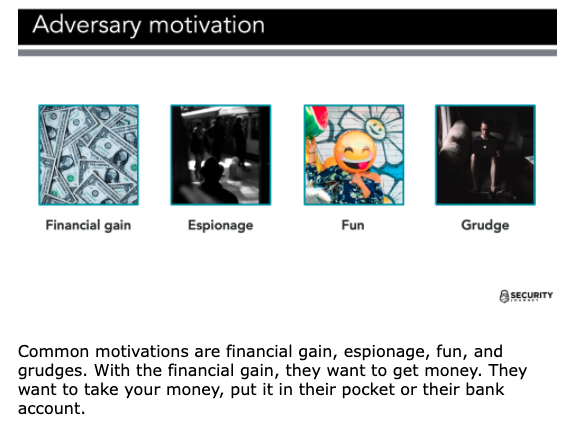 Adversary motivation
Financial gain
Espionage
Fun
Grudge
SECURITY
JOURNEY
Common motivations are financial gain, espionage, fun, and
grudges. With the financial gain, they want to get money. They
want to take your money, put it in their pocket or their bank
account.